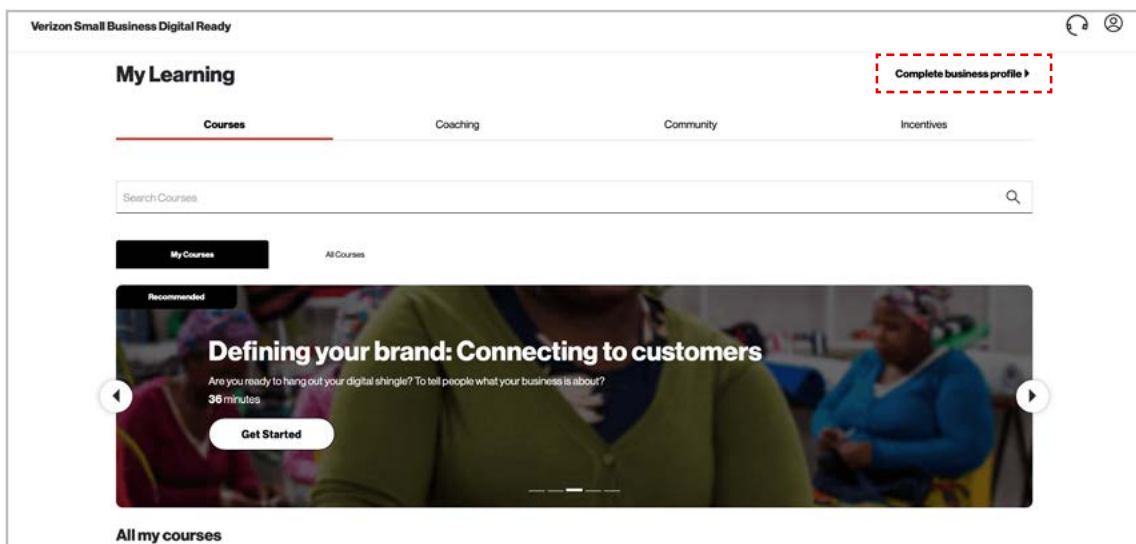 Verizon Small Business Digital Ready
My Learning
Complete business profile
Courses
Coaching
Community
Incentives
Search Courses
My Courses
All Courses
Recommended
Defining your brand: Connecting to customers
Are you ready to hang out your digital shingle? To tell people what your business is about?
36 minutes
Get Started
All my courses